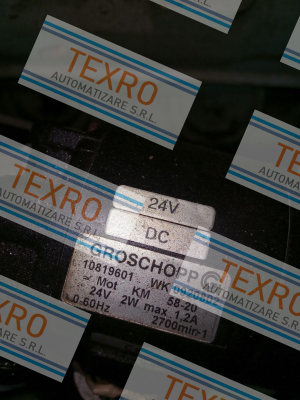 TEXRO
AUTOMATIZARE S.R.L.
TEXRO
AUTOMATIZARE S.R.L.
TEXRO
AUTOMATIZARE
TEXRO
S.R.L.
TEXRO
AUTOMATIZARE S.R.L.
TEXRO
24V
DC
GROSCHOPP
10819601 WK
Mot KM 58-20
24V 2W max 1,2A
0-60Hz 2700min-1